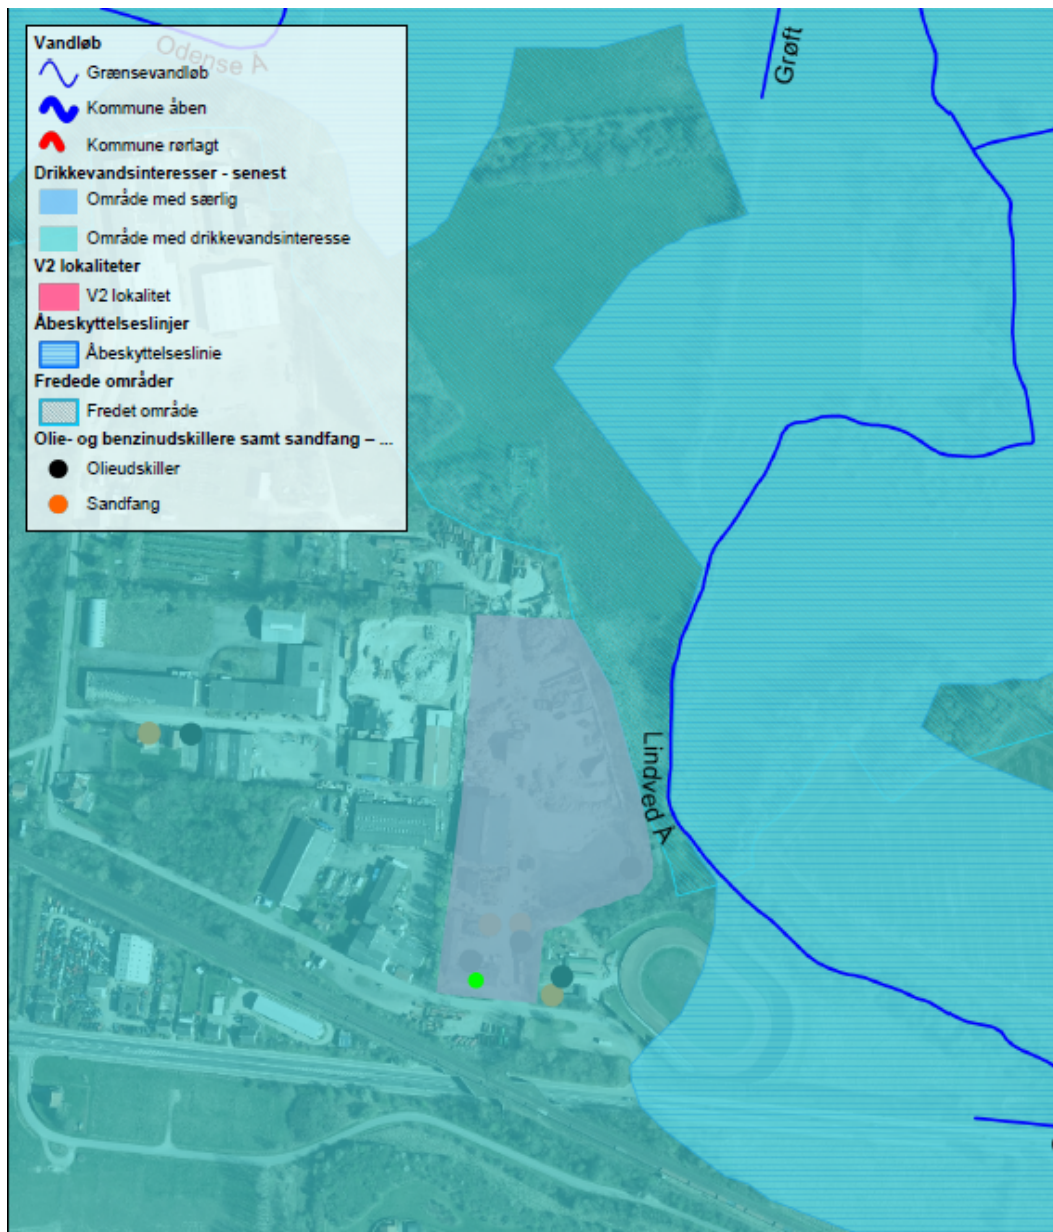 Vandløb
Grænsevandløb
Kommune åben
Kommune rørlagt
Drikkevandsinteresser - senest
Område med særlig
Område med drikkevandsinteresse
V2 lokaliteter
V2 lokalitet
Åbeskyttelseslinjer
Åbeskyttelseslinie
Fredede områder
Fredet område
Olie- og benzinudskillere samt sandfang – ...
Olieudskiller
Sandfang
Odense Å
Grøft
Lindved Å